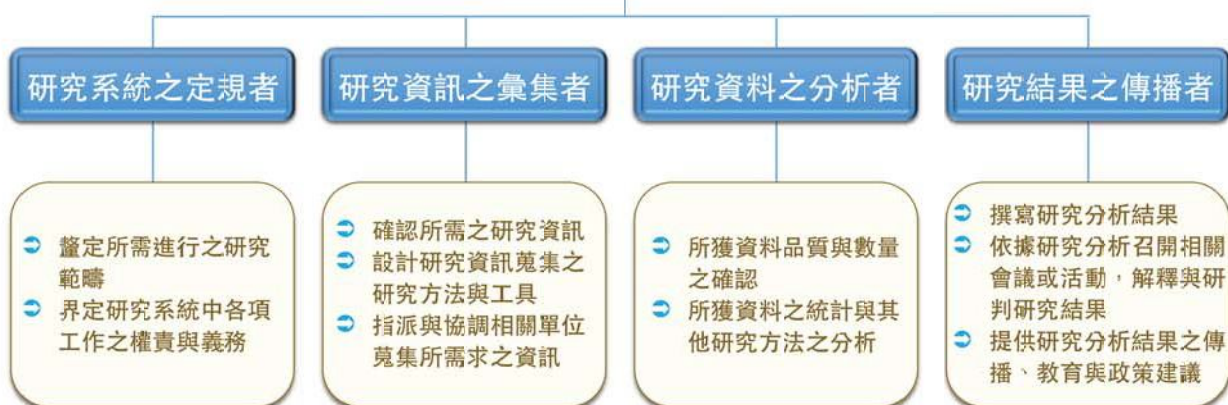 研究系統之定規者
研究資訊之彙集者
研究資料之分析者
研究結果之傳播者
釐定所需進行之研究
範疇
界定研究系統中各項
工作之權責與義務
確認所需之研究資訊
設計研究資訊蒐集之
研究方法與工具
指派與協調相關單位
蒐集所需求之資訊
所獲資料品質與數量
之確認
所獲資料之統計與其
他研究方法之分析
撰寫研究分析結果
依據研究分析召開相關
會議或活動，解釋與研
判研究結果
提供研究分析結果之傳
播、教育與政策建議